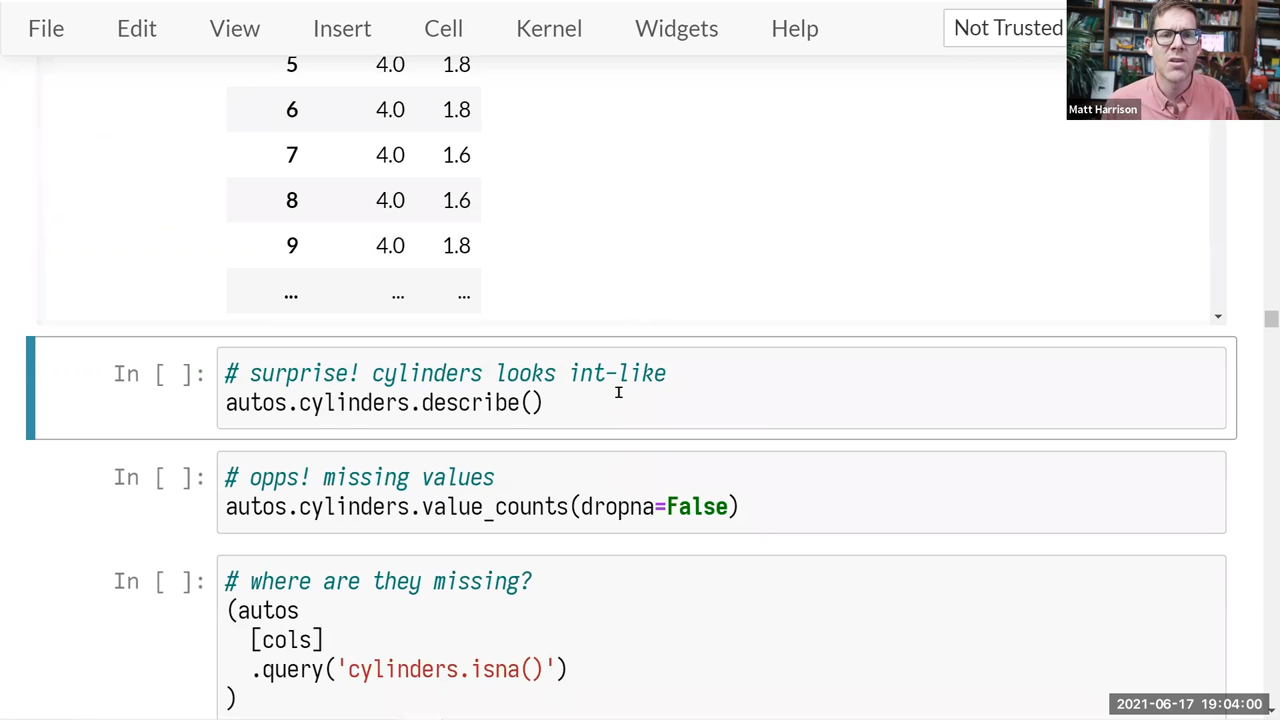 File Edit View Insert Cell Kernel Widgets Help Not Trusted
Matt Harrison
5 4.0 1.8
6 4.0 1.8
7 4.0 1.6
8 4.0 1.6
9 4.0 1.8
... ... ...
In [ ]: # surprise! cylinders looks int-like
autos.cylinders.describe()
In [ ]: # opps! missing values
autos.cylinders.value_counts(dropna=False)
In [ ]: # where are they missing?
(autos
[cols]
.query('cylinders.isna()')
)
2021-06-17 19:04:00